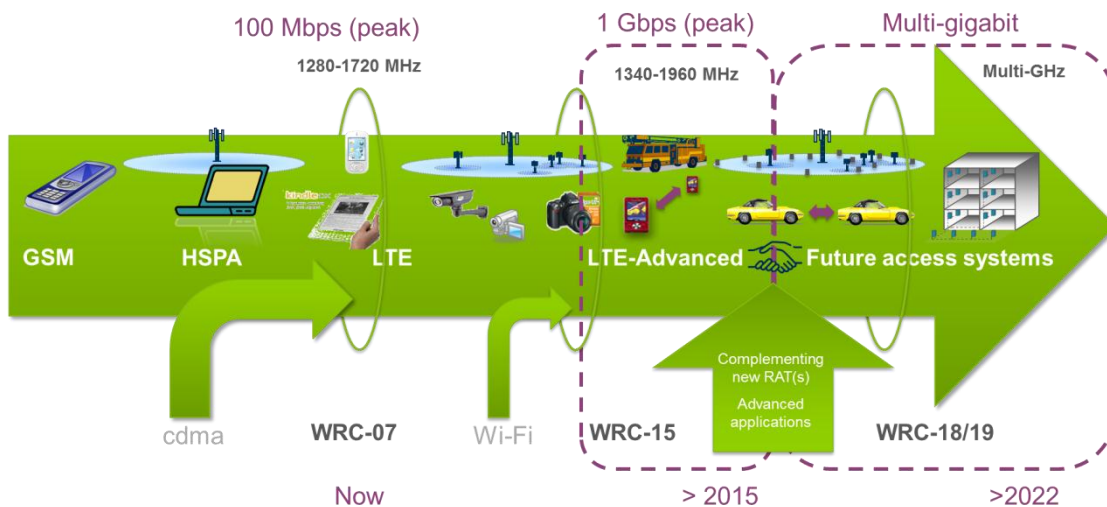 100 Mbps (peak)
1 Gbps (peak)
Multi-gigabit
1280-1720 MHz
1340-1960 MHz
Multi-GHz
kindle
GSM
HSPA
LTE
LTE-Advanced
Future access systems
Complementing
new RAT(s)
Advanced
applications
cdma
WRC-07
Wi-Fi
WRC-15
WRC-18/19
Now
> 2015
>2022